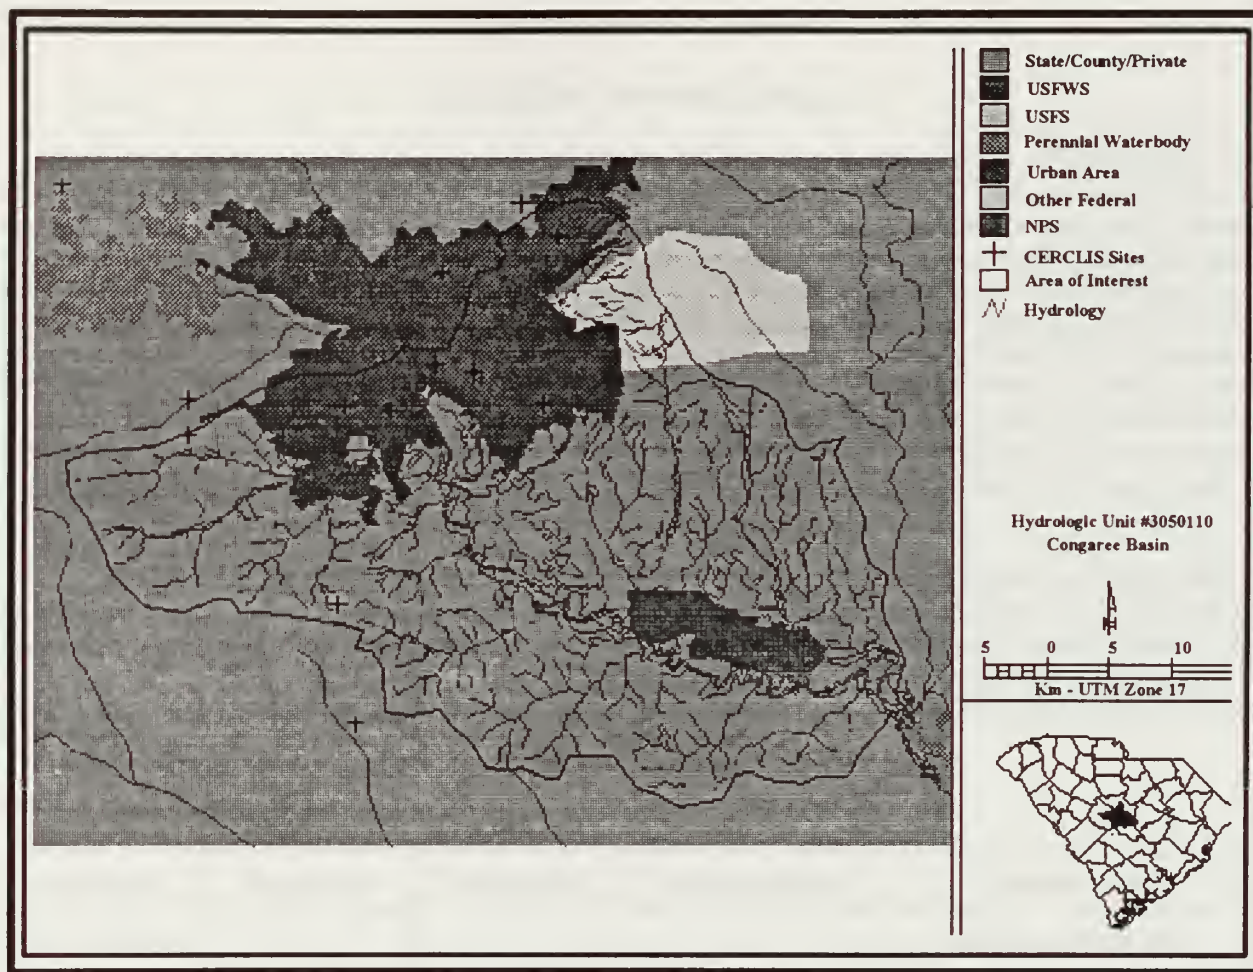 State/County/Private
USFWS
USFS
Perennial Waterbody
Urban Area
Other Federal
NPS
CERCLIS Sites
Area of Interest
Hydrology
Hydrologic Unit #3050110
Congaree Basin
N
5 0 5 10
Km - UTM Zone 17